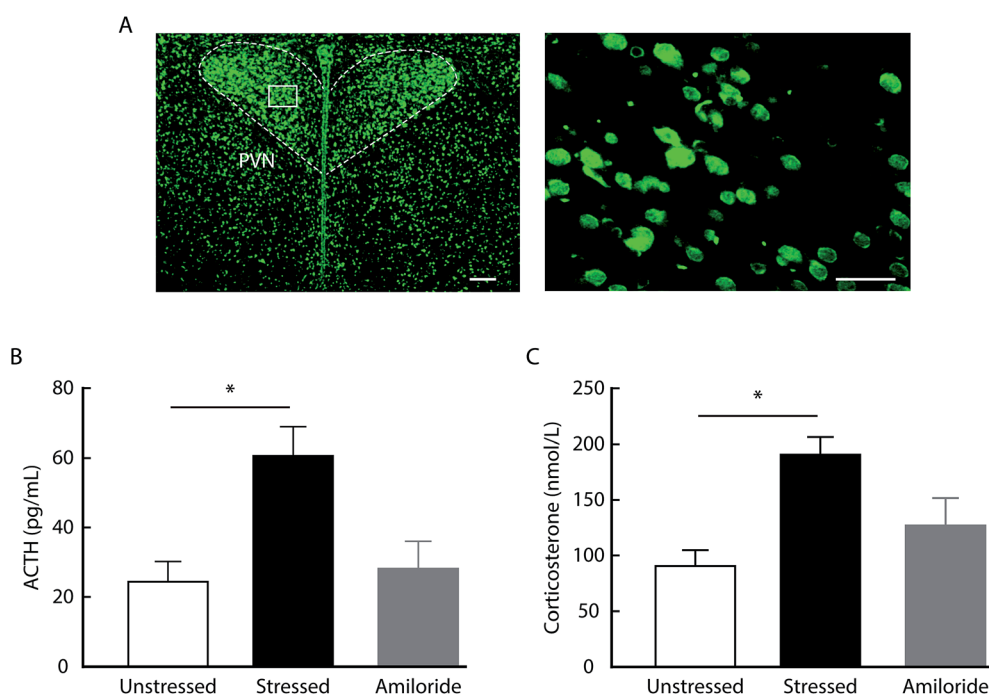 A
PVN
B
ACTH (pg/mL)
80
60
40
20
0
*
Unstressed
Stressed
Amiloride
C
Corticosterone (nmol/L)
250
200
150
100
50
0
*
Unstressed
Stressed
Amiloride